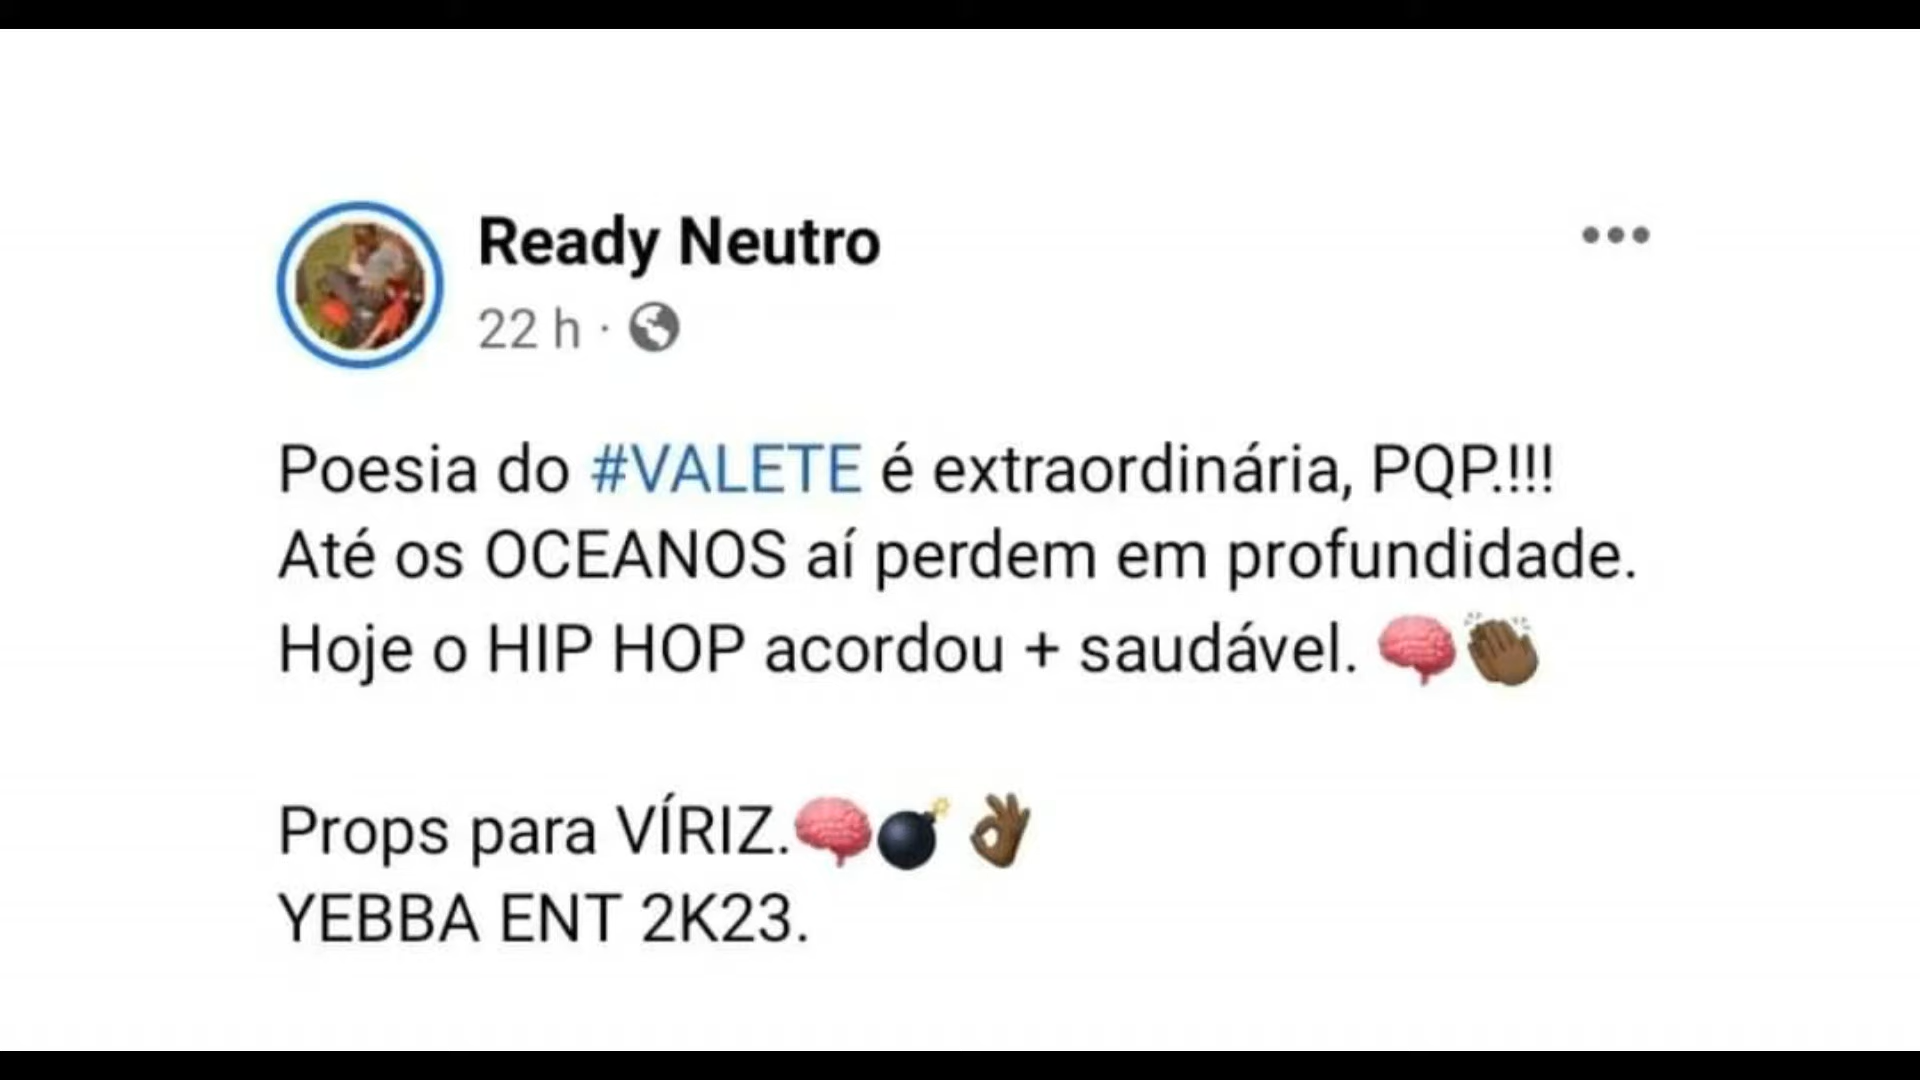 Ready Neutro
22 h ·
Poesia do #VALETE é extraordinária, PQP.!!!
Até os OCEANOS aí perdem em profundidade.
Hoje o HIP HOP acordou + saudável. 🧠👏🏾
Props para VÍRIZ.🧠💣👌🏾
YEBBA ENT 2K23.